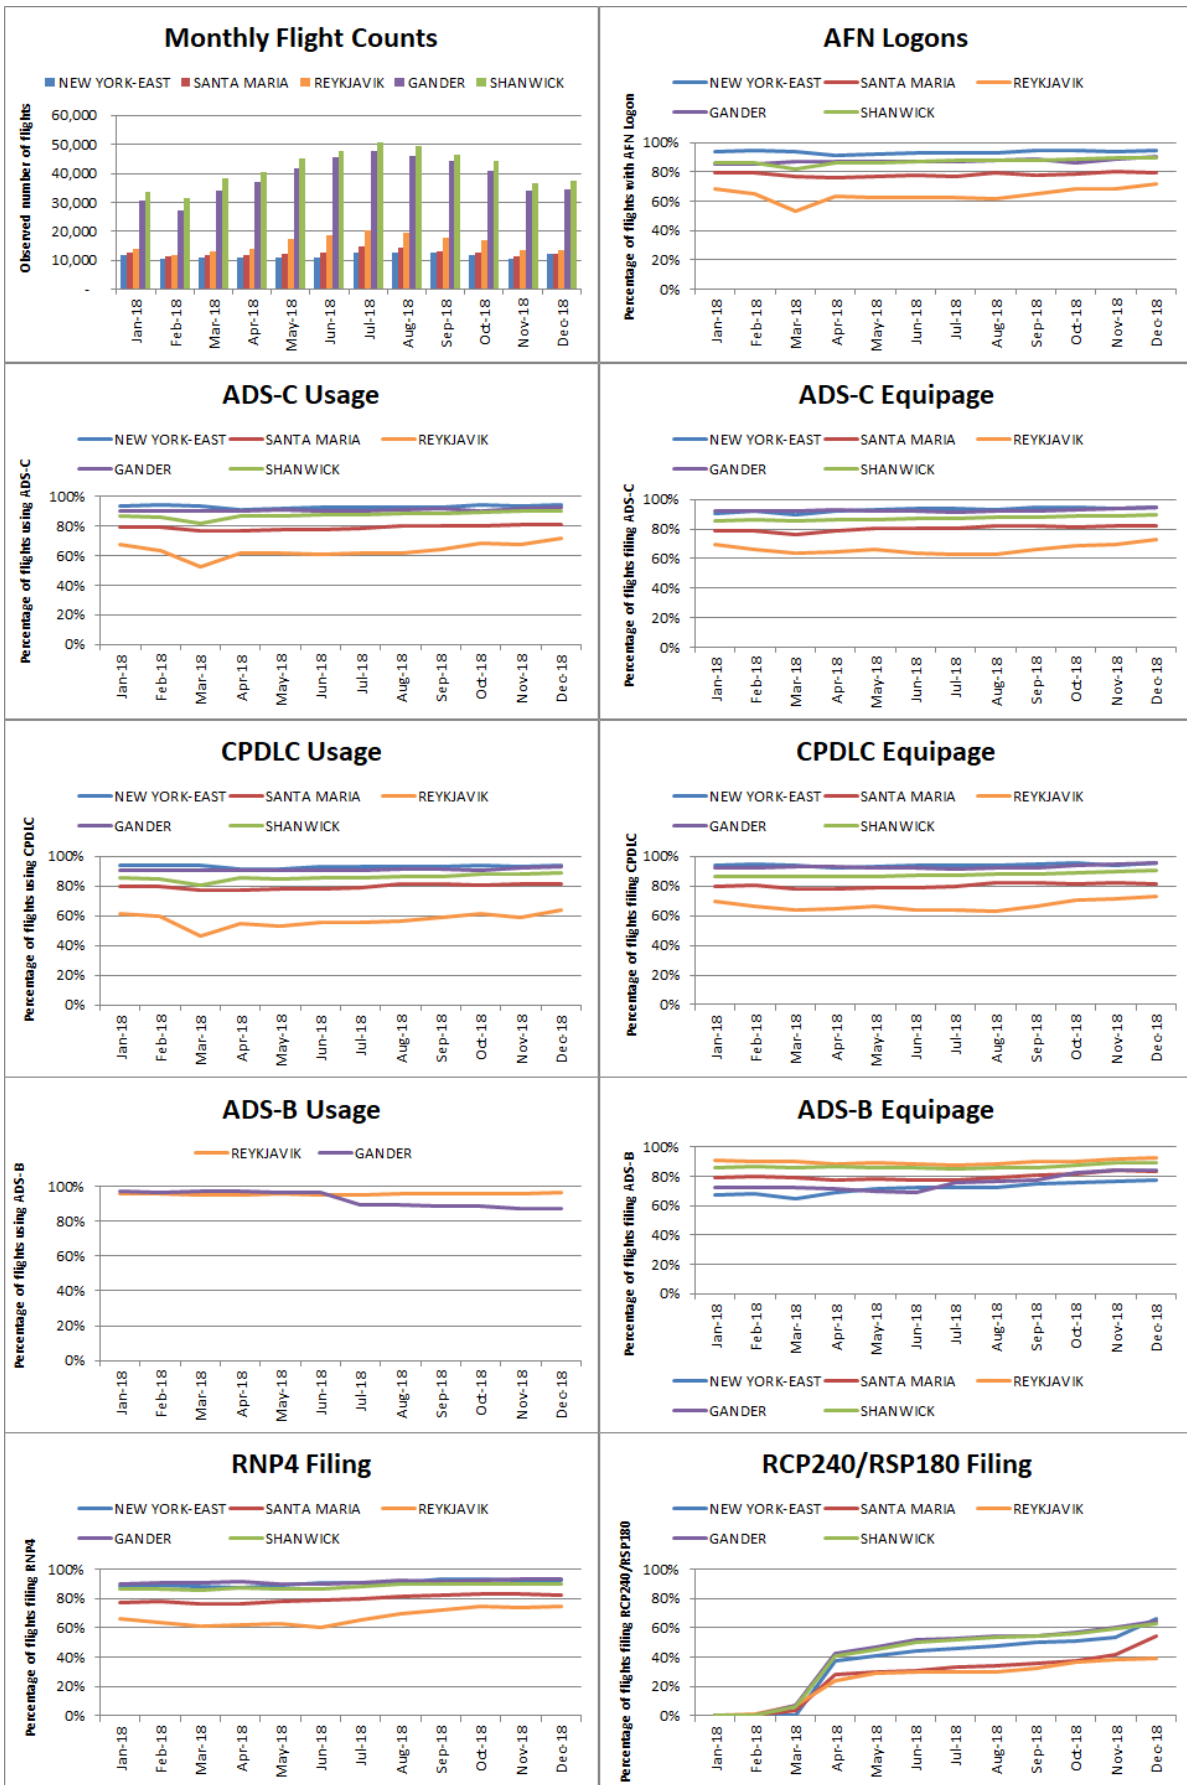 Monthly Flight Counts
NEW YORK-EAST SANTA MARIA REYKJAVIK GANDER SHANWICK
Observed number of flights
60,000
50,000
40,000
30,000
20,000
10,000
-
Jan-18 Feb-18 Mar-18 Apr-18 May-18 Jun-18 Jul-18 Aug-18 Sep-18 Oct-18 Nov-18 Dec-18
AFN Logons
NEW YORK-EAST SANTA MARIA REYKJAVIK
GANDER SHANWICK
Percentage of flights with AFN Logon
100%
80%
60%
40%
20%
0%
Jan-18 Feb-18 Mar-18 Apr-18 May-18 Jun-18 Jul-18 Aug-18 Sep-18 Oct-18 Nov-18 Dec-18
ADS-C Usage
NEW YORK-EAST SANTA MARIA REYKJAVIK
GANDER SHANWICK
Percentage of flights using ADS-C
100%
80%
60%
40%
20%
0%
Jan-18 Feb-18 Mar-18 Apr-18 May-18 Jun-18 Jul-18 Aug-18 Sep-18 Oct-18 Nov-18 Dec-18
ADS-C Equipage
NEW YORK-EAST SANTA MARIA REYKJAVIK
GANDER SHANWICK
Percentage of flights filing ADS-C
100%
80%
60%
40%
20%
0%
Jan-18 Feb-18 Mar-18 Apr-18 May-18 Jun-18 Jul-18 Aug-18 Sep-18 Oct-18 Nov-18 Dec-18
CPDLC Usage
NEW YORK-EAST SANTA MARIA REYKJAVIK
GANDER SHANWICK
Percentage of flights using CPDLC
100%
80%
60%
40%
20%
0%
Jan-18 Feb-18 Mar-18 Apr-18 May-18 Jun-18 Jul-18 Aug-18 Sep-18 Oct-18 Nov-18 Dec-18
CPDLC Equipage
NEW YORK-EAST SANTA MARIA REYKJAVIK
GANDER SHANWICK
Percentage of flights filing CPDLC
100%
80%
60%
40%
20%
0%
Jan-18 Feb-18 Mar-18 Apr-18 May-18 Jun-18 Jul-18 Aug-18 Sep-18 Oct-18 Nov-18 Dec-18
ADS-B Usage
REYKJAVIK GANDER
Percentage of flights using ADS-B
100%
80%
60%
40%
20%
0%
Jan-18 Feb-18 Mar-18 Apr-18 May-18 Jun-18 Jul-18 Aug-18 Sep-18 Oct-18 Nov-18 Dec-18
ADS-B Equipage
Percentage of flights filing ADS-B
100%
80%
60%
40%
20%
0%
Jan-18 Feb-18 Mar-18 Apr-18 May-18 Jun-18 Jul-18 Aug-18 Sep-18 Oct-18 Nov-18 Dec-18
NEW YORK-EAST SANTA MARIA REYKJAVIK
GANDER SHANWICK
RNP4 Filing
NEW YORK-EAST SANTA MARIA REYKJAVIK
GANDER SHANWICK
Percentage of flights filing RNP4
100%
80%
60%
40%
20%
0%
Jan-18 Feb-18 Mar-18 Apr-18 May-18 Jun-18 Jul-18 Aug-18 Sep-18 Oct-18 Nov-18 Dec-18
RCP240/RSP180 Filing
NEW YORK-EAST SANTA MARIA REYKJAVIK
GANDER SHANWICK
Percentage of flights filing RCP240/RSP180
100%
80%
60%
40%
20%
0%
Jan-18 Feb-18 Mar-18 Apr-18 May-18 Jun-18 Jul-18 Aug-18 Sep-18 Oct-18 Nov-18 Dec-18